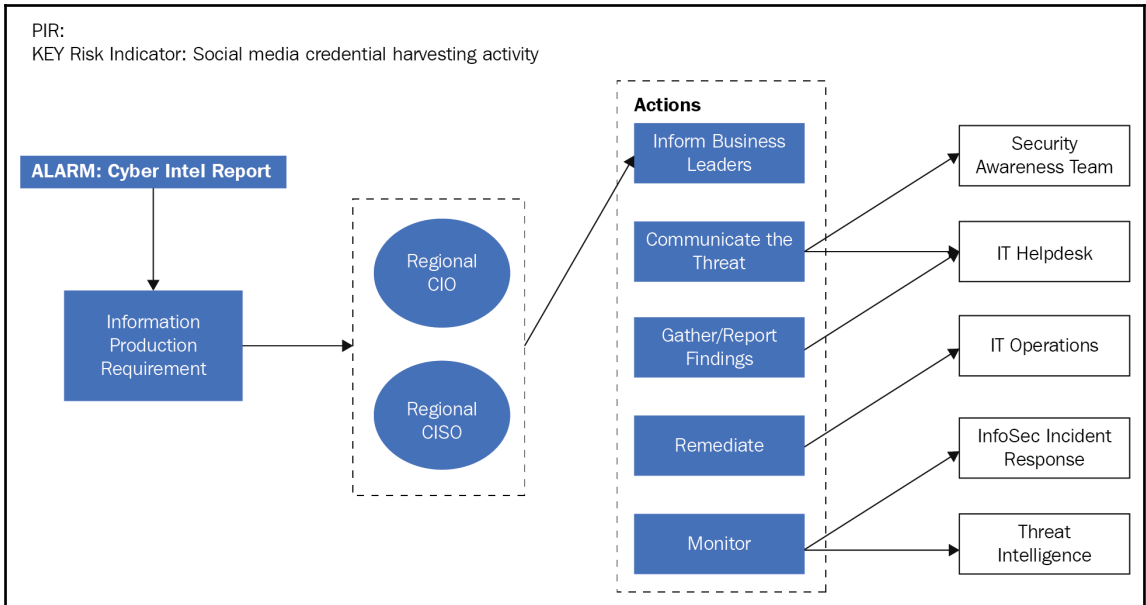 PIR:
KEY Risk Indicator: Social media credential harvesting activity
ALARM: Cyber Intel Report
Information
Production
Requirement
Regional
CIO
Regional
CISO
Actions
Inform Business
Leaders
Communicate the
Threat
Gather/Report
Findings
Remediate
Monitor
Security
Awareness Team
IT Helpdesk
IT Operations
InfoSec Incident
Response
Threat
Intelligence